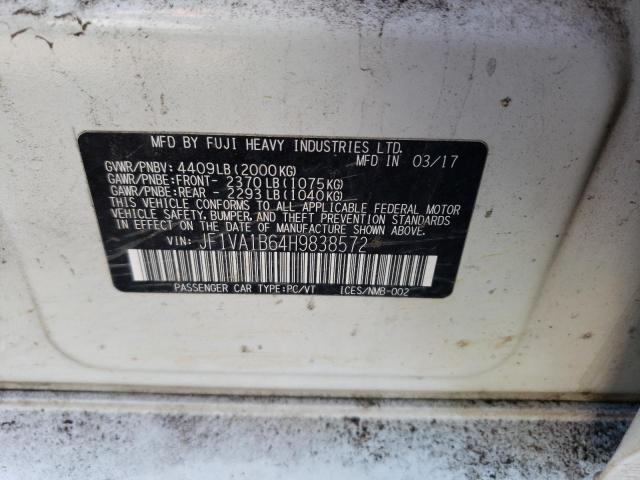 MFD BY FUJI HEAVY INDUSTRIES LTD.
MFD IN 03/17
GVWR/PNBV: 4409LB(2000KG)
GAWR/PNBE:FRONT- 2370LB(1075KG)
GAWR/PNBE:REAR - 2293LB(1040KG)
THIS VEHICLE CONFORMS TO ALL APPLICABLE FEDERAL MOTOR
VEHICLE SAFETY, BUMPER, AND THEFT PREVENTION STANDARDS
IN EFFECT ON THE DATE OF MANUFACTURE SHOWN ABOVE.
VIN: JF1VA1B64H9838572
PASSENGER CAR TYPE:PC/VT ICES/NMB-002